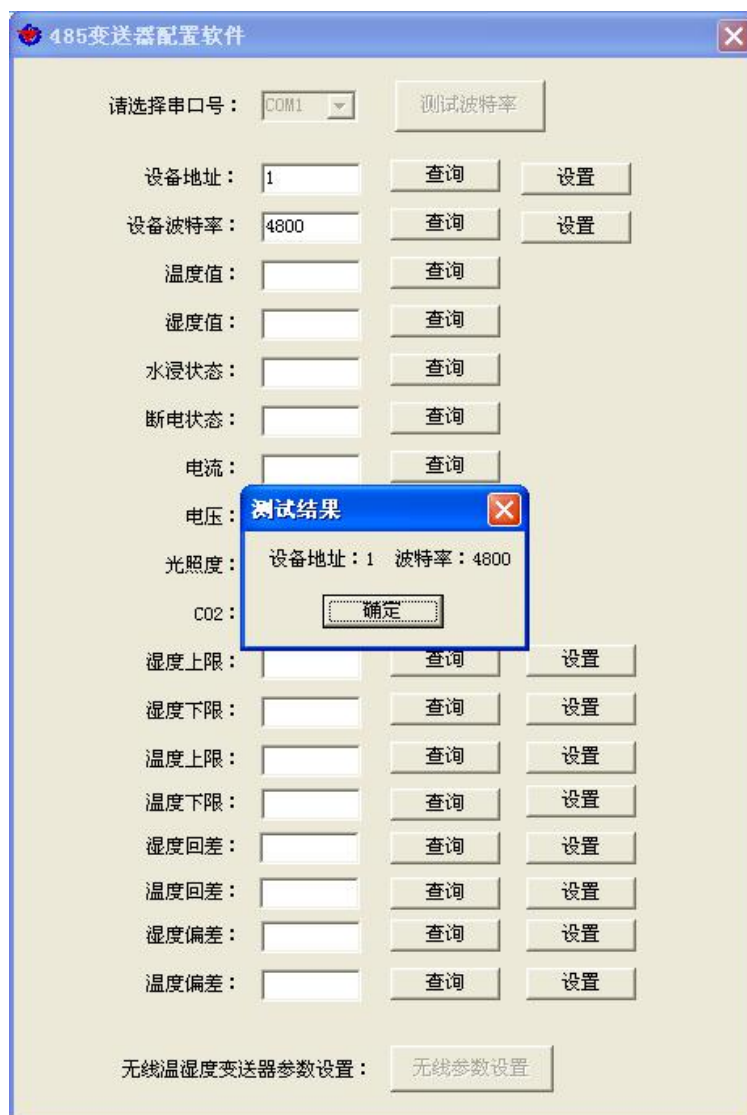 485变送器配置软件
请选择串口号： COM1 测试波特率
设备地址： 1 查询 设置
设备波特率： 4800 查询 设置
温度值： 查询
湿度值： 查询
水浸状态： 查询
断电状态： 查询
电流： 查询
电压：
测试结果
光照度：
设备地址：1 波特率：4800
CO2：
确定
湿度上限： 查询 设置
湿度下限： 查询 设置
温度上限： 查询 设置
温度下限： 查询 设置
湿度回差： 查询 设置
温度回差： 查询 设置
湿度偏差： 查询 设置
温度偏差： 查询 设置
无线温湿度变送器参数设置： 无线参数设置